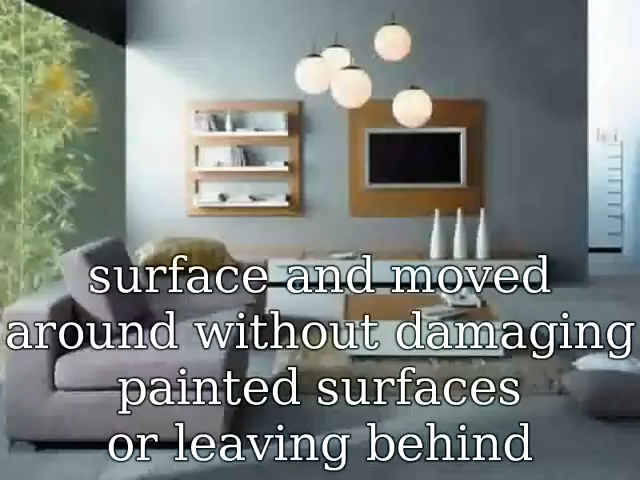 surface and moved
around without damaging
painted surfaces
or leaving behind